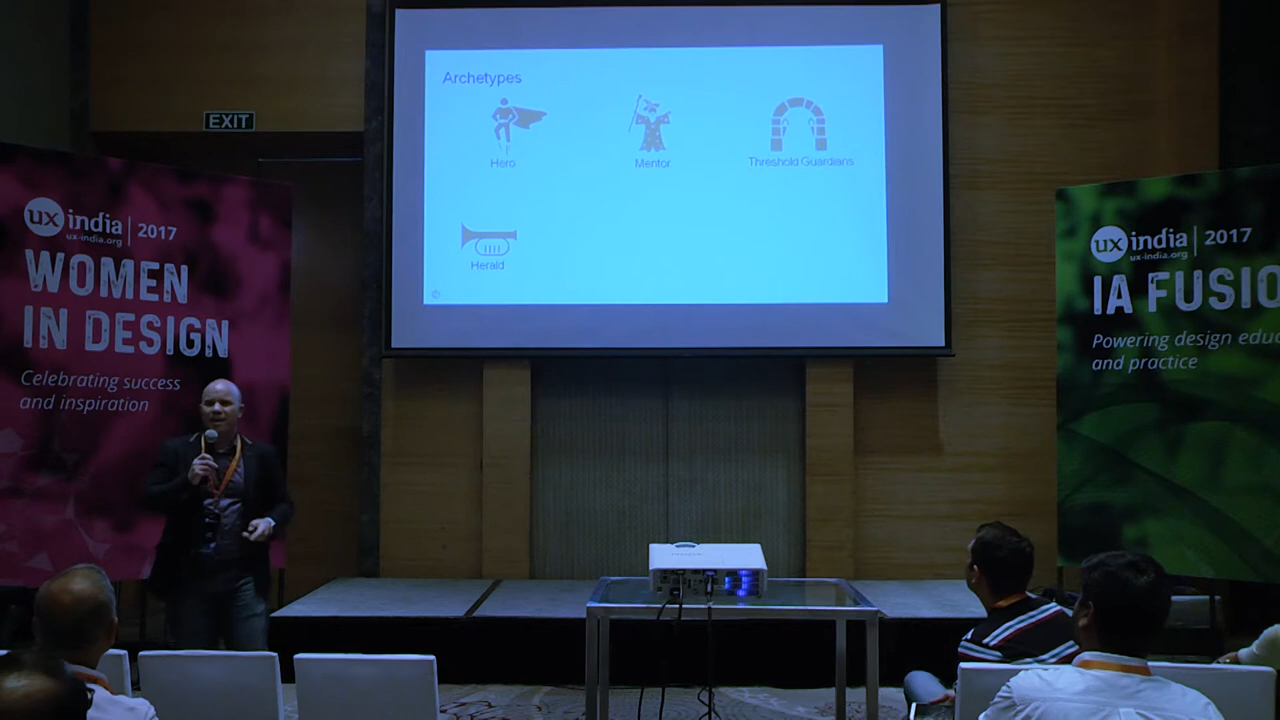 Archetypes
Hero
Mentor
Threshold Guardians
Herald
EXIT
ux india | 2017
ux-india.org
WOMEN
IN DESIGN
Celebrating success
and inspiration
ux india | 2017
ux-india.org
IA FUSIO
Powering design educ
and practice